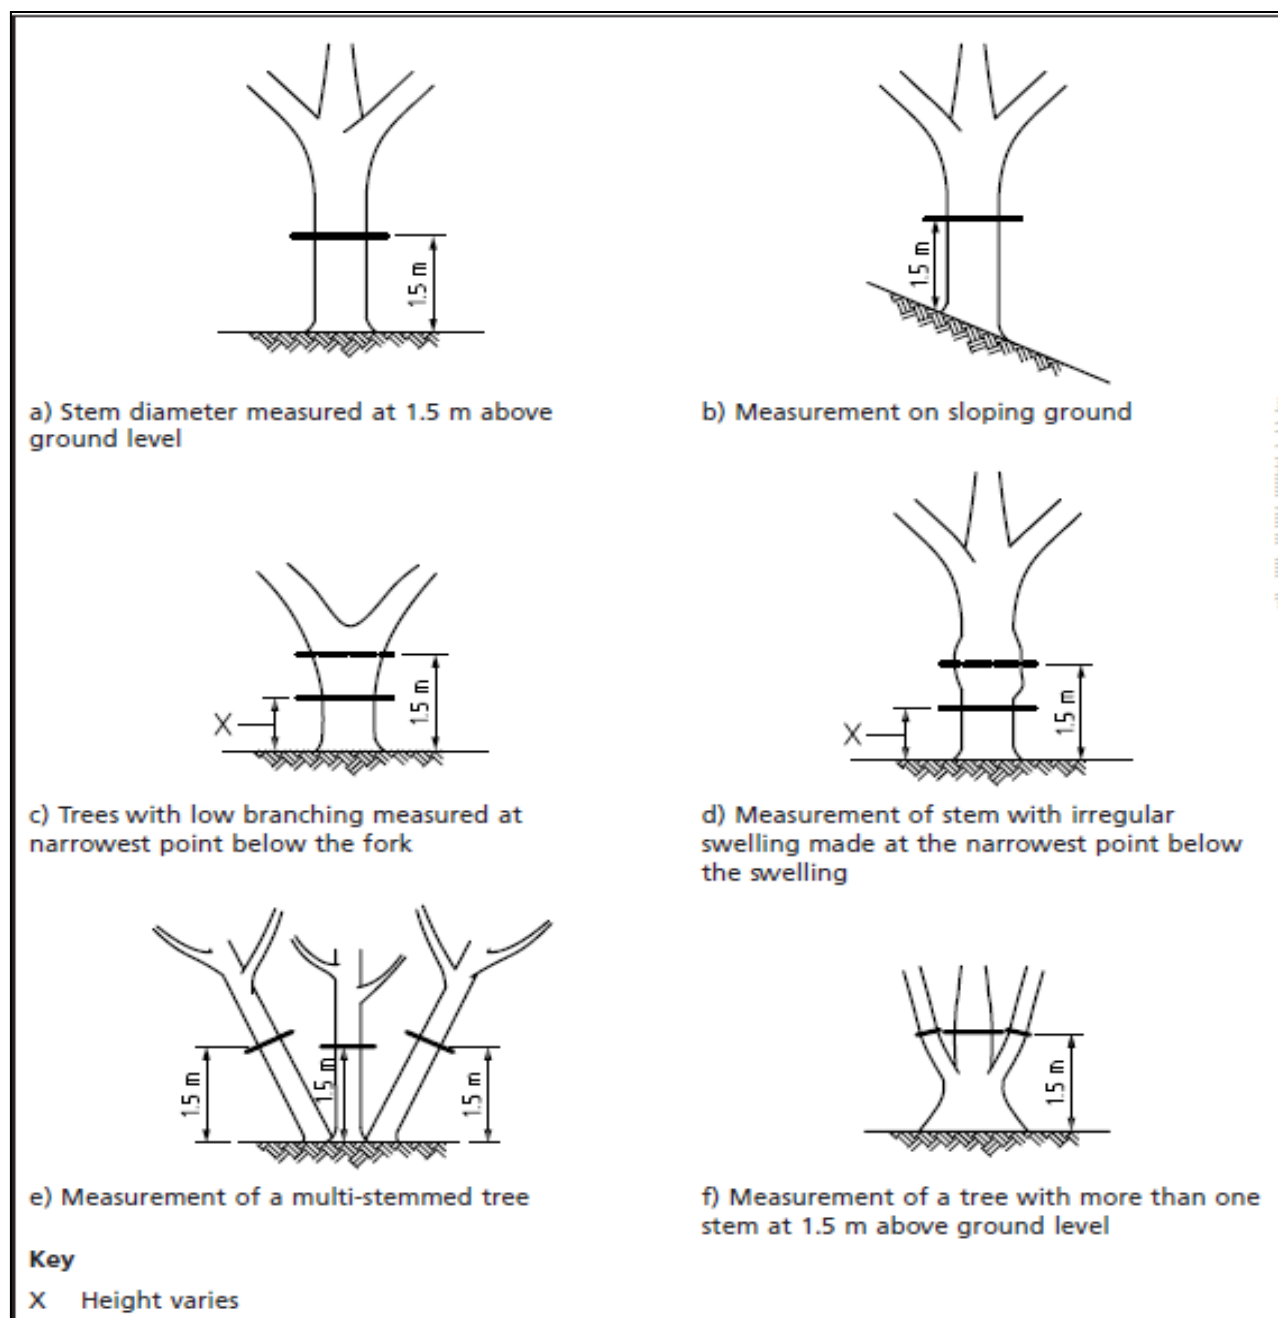 1.5 m
1.5 m
a) Stem diameter measured at 1.5 m above
ground level
b) Measurement on sloping ground
X
1.5 m
X
1.5 m
c) Trees with low branching measured at
narrowest point below the fork
d) Measurement of stem with irregular
swelling made at the narrowest point below
the swelling
1.5 m
1.5 m
1.5 m
1.5 m
e) Measurement of a multi-stemmed tree
f) Measurement of a tree with more than one
stem at 1.5 m above ground level
Key
X Height varies